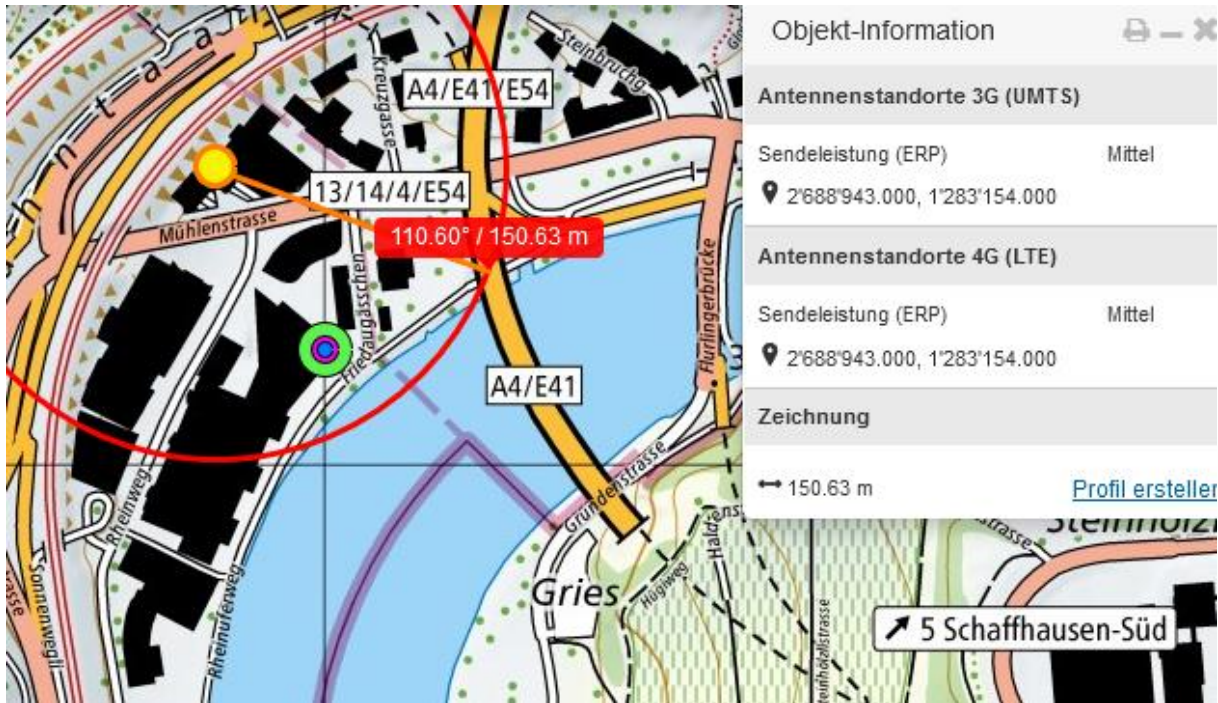 Objekt-Information
Antennenstandorte 3G (UMTS)
Sendeleistung (ERP) Mittel
2'688'943.000, 1'283'154.000
Antennenstandorte 4G (LTE)
Sendeleistung (ERP) Mittel
2'688'943.000, 1'283'154.000
Zeichnung
150.63 m Profil ersteller
Steinbruchg
Kreuzgasse
A4/E41/E54
h n t a a
13/14/4/E54
Mühlenstrasse
110.60° / 150.63 m
Friedaugässchen
Flurlingerbrücke
A4/E41
Rheinweg
Grundenstrasse
Haldens
Sonnenwegli
Rheinuferweg
Gries
Hügiweg
5 Schaffhausen-Süd